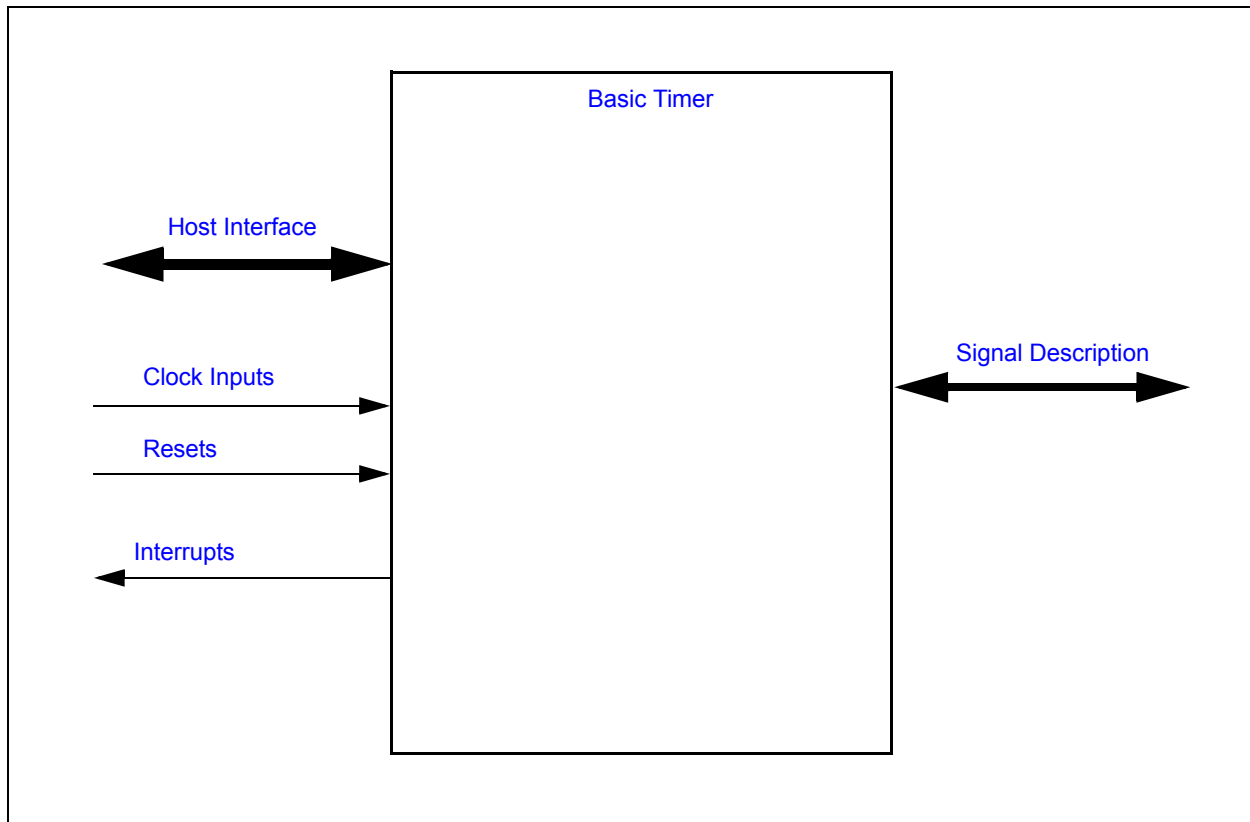 Basic Timer
Host Interface
Signal Description
Clock Inputs
Resets
Interrupts